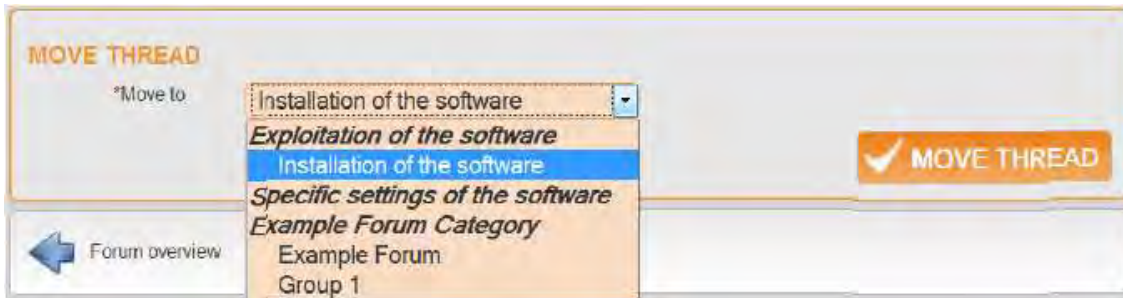 MOVE THREAD
*Move to
Installation of the software
Exploitation of the software
Installation of the software
Specific settings of the software
Example Forum Category
Example Forum
Group 1
MOVE THREAD
Forum overview